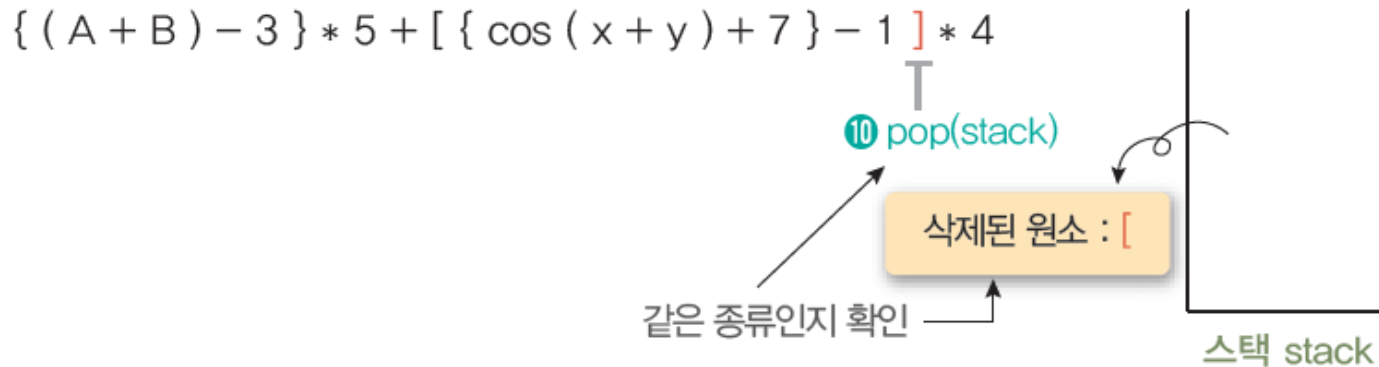 { ( A + B ) – 3 } * 5 + [ { cos ( x + y ) + 7 } – 1 ] * 4
❿ pop(stack)
삭제된 원소 : [
같은 종류인지 확인
스택 stack